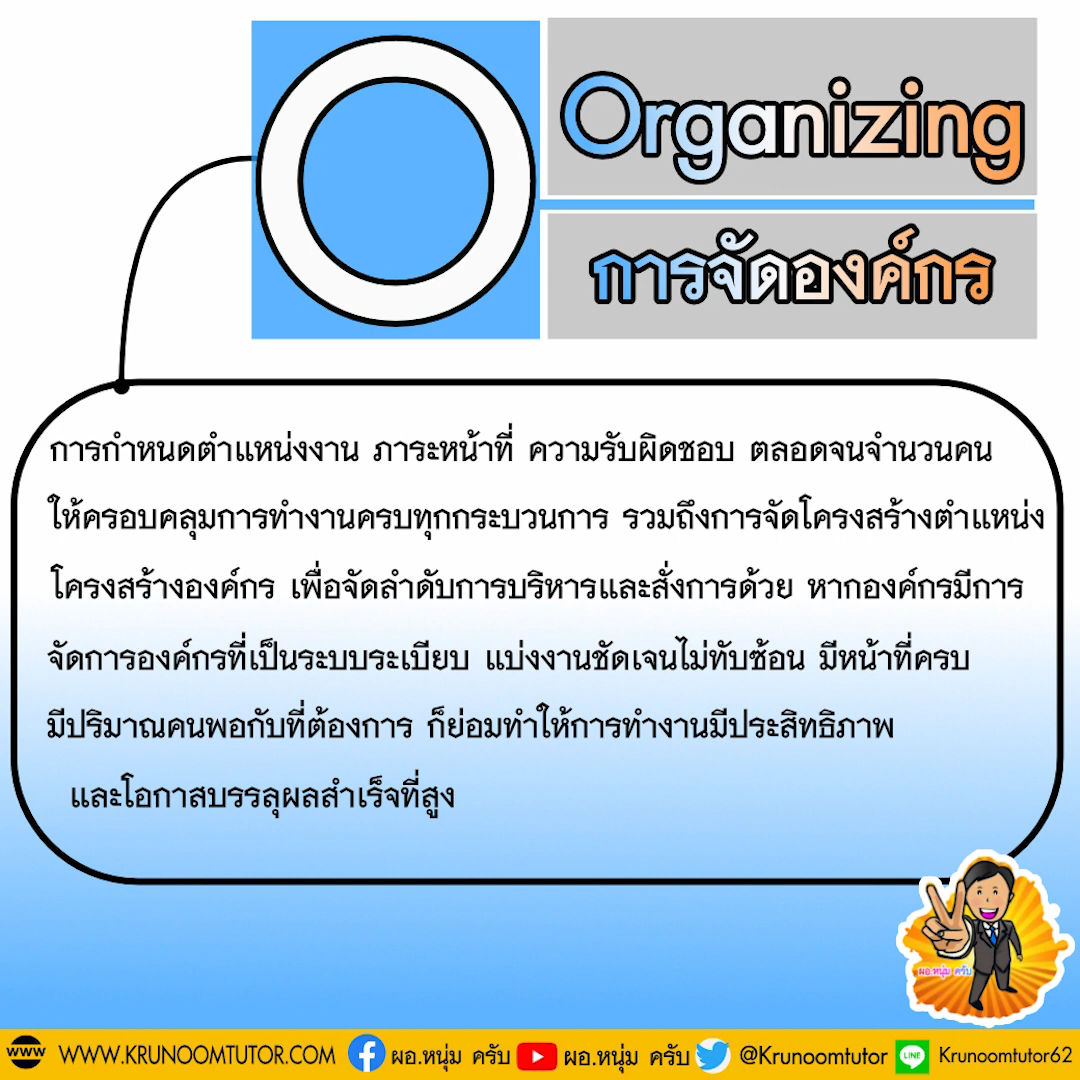 O
Organizing
การจัดองค์กร
การกำหนดตำแหน่งงาน ภาระหน้าที่ ความรับผิดชอบ ตลอดจนจำนวนคน
ให้ครอบคลุมการทำงานครบทุกกระบวนการ รวมถึงการจัดโครงสร้างตำแหน่ง
โครงสร้างองค์กร เพื่อจัดลำดับการบริหารและสั่งการด้วย หากองค์กรมีการ
จัดการองค์กรที่เป็นระบบระเบียบ แบ่งงานชัดเจนไม่ทับซ้อน มีหน้าที่ครบ
มีปริมาณคนพอกับที่ต้องการ ก็ย่อมทำให้การทำงานมีประสิทธิภาพ
และโอกาสบรรลุผลสำเร็จที่สูง
ผอ.หนุ่ม ครับ
www WWW.KRUNOOMTUTOR.COM ผอ.หนุ่ม ครับ ผอ.หนุ่ม ครับ @Krunoomtutor LINE Krunoomtutor62